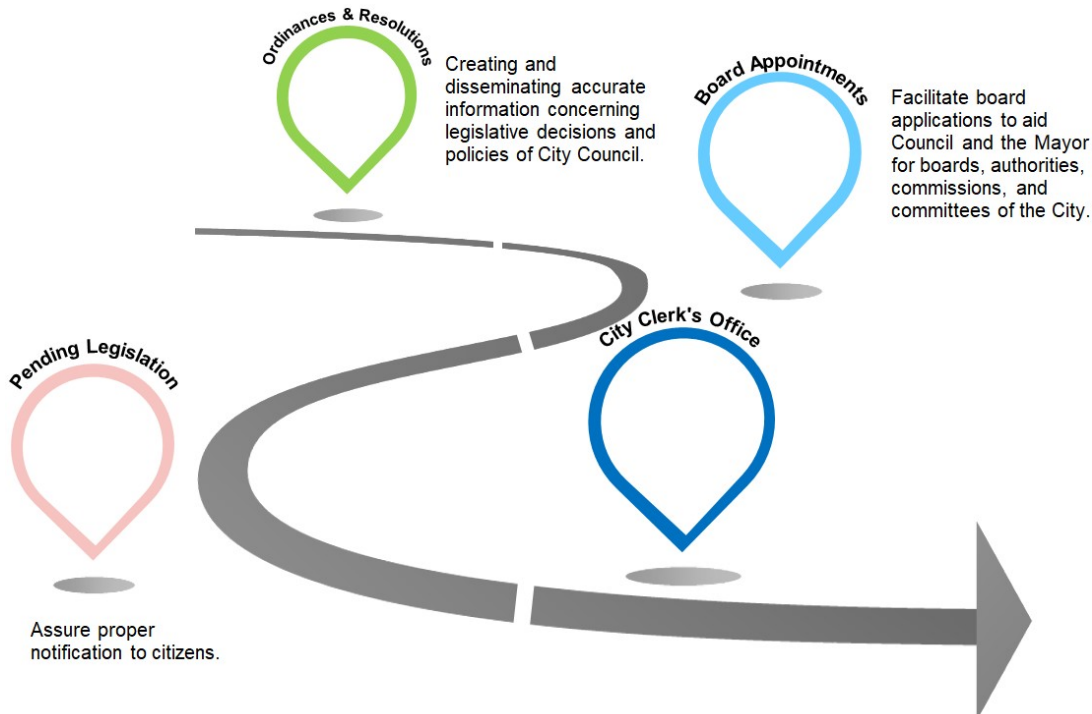 Ordinances & Resolutions
Creating and
disseminating accurate
information concerning
legislative decisions and
policies of City Council.
Board Appointments
Facilitate board
applications to aid
Council and the Mayor
for boards, authorities,
commissions, and
committees of the City.
Pending Legislation
Assure proper
notification to citizens.
City Clerk's Office